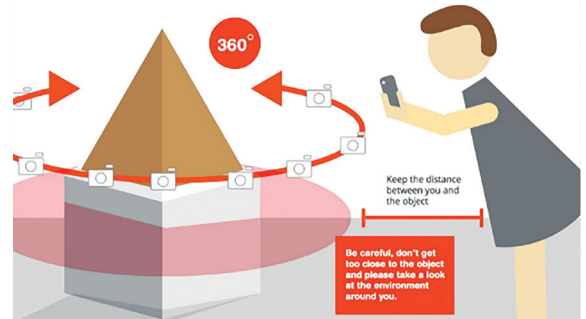 360°
Keep the distance
between you and
the object
Be careful, don't get
too close to the object
and please take a look
at the environment
around you.